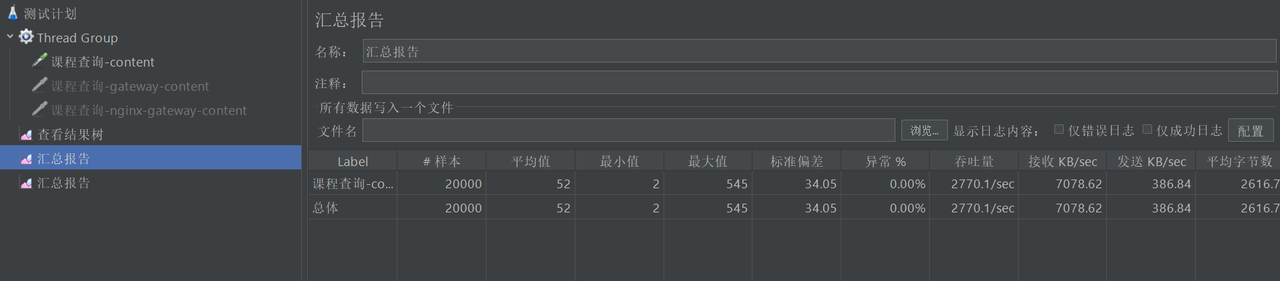 测试计划
Thread Group
课程查询-content
课程查询-gateway-content
课程查询-nginx-gateway-content
查看结果树
汇总报告
汇总报告
汇总报告
名称： 汇总报告
注释：
所有数据写入一个文件
文件名 浏览... 显示日志内容： 仅错误日志 仅成功日志 配置
Label # 样本 平均值 最小值 最大值 标准偏差 异常 % 吞吐量 接收 KB/sec 发送 KB/sec 平均字节数
课程查询-co... 20000 52 2 545 34.05 0.00% 2770.1/sec 7078.62 386.84 2616.7
总体 20000 52 2 545 34.05 0.00% 2770.1/sec 7078.62 386.84 2616.7